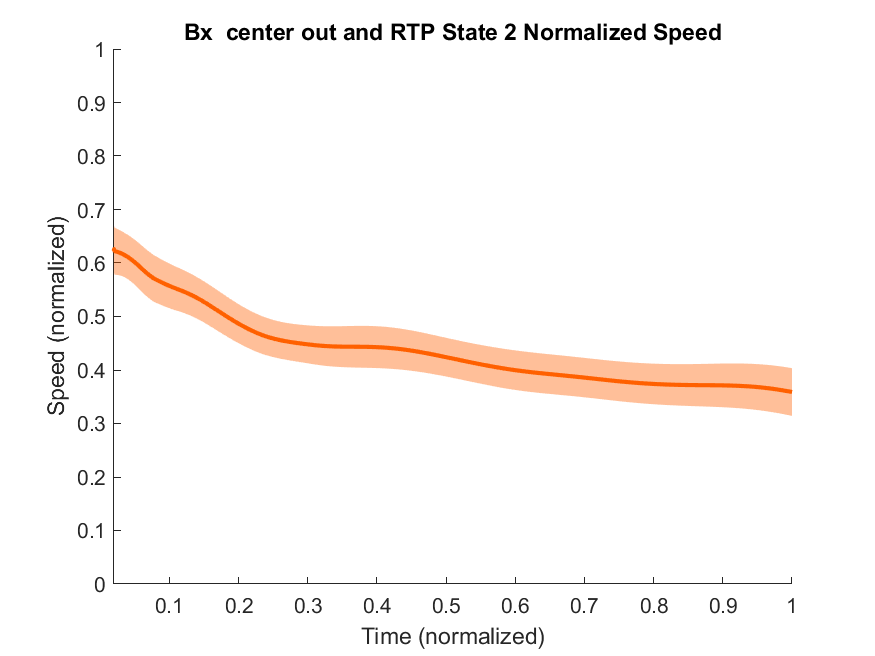 Bx  center out and RTP State 2 Normalized Speed
1
0.9
0.8
0.7
0.6
0.5
0.4
0.3
0.2
0.1
0
Speed (normalized)
0.1 0.2 0.3 0.4 0.5 0.6 0.7 0.8 0.9 1
Time (normalized)